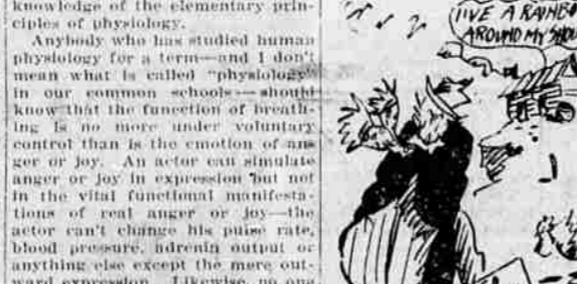 knowledge of the elementary prin-
ciples of physiology.
Anybody who has studied human
physiology for a term—and I don't
mean what is called "physiology"
in our common schools—should
know that the function of breath-
ing is no more under voluntary
control than is the emotion of an-
ger or joy. An actor can simulate
anger or joy in expression but not
in the vital functional manifesta-
tions of real anger or joy—the
actor can't change his pulse rate,
blood pressure, adrenin output or
anything else except the mere out-
ward expression. Likewise, no one
I'VE A RAINBO
AROUND MY SHOU